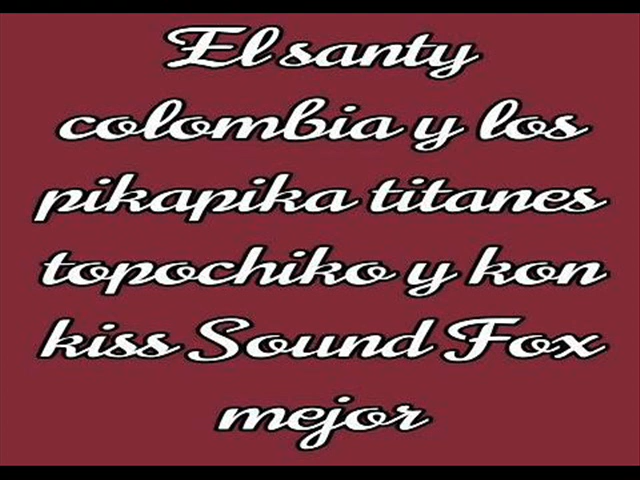 El santy
colombia y los
pikapika titanes
topochiko y kon
kiss Sound Fox
mejor